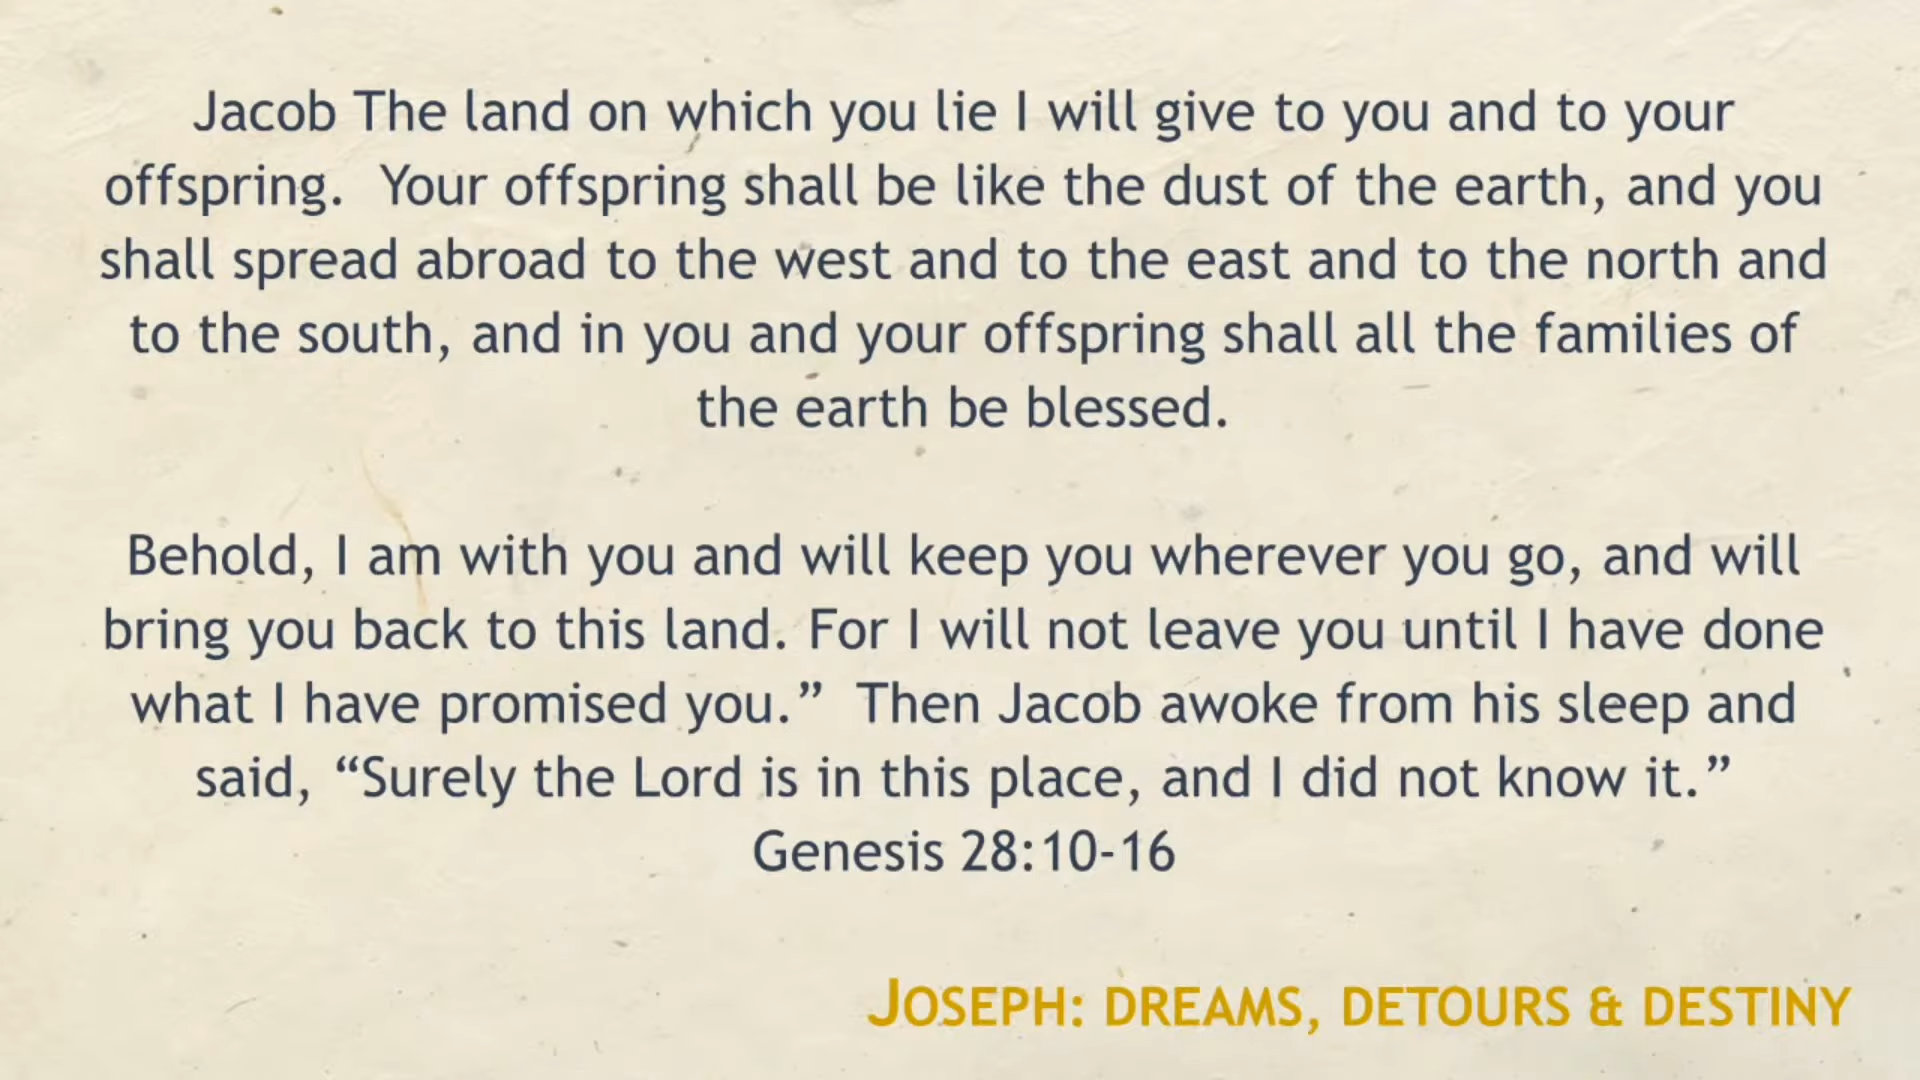 Jacob The land on which you lie I will give to you and to your
offspring.  Your offspring shall be like the dust of the earth, and you
shall spread abroad to the west and to the east and to the north and
to the south, and in you and your offspring shall all the families of
the earth be blessed.
Behold, I am with you and will keep you wherever you go, and will
bring you back to this land. For I will not leave you until I have done
what I have promised you.”  Then Jacob awoke from his sleep and
said, “Surely the Lord is in this place, and I did not know it.”
Genesis 28:10-16
JOSEPH: DREAMS, DETOURS & DESTINY